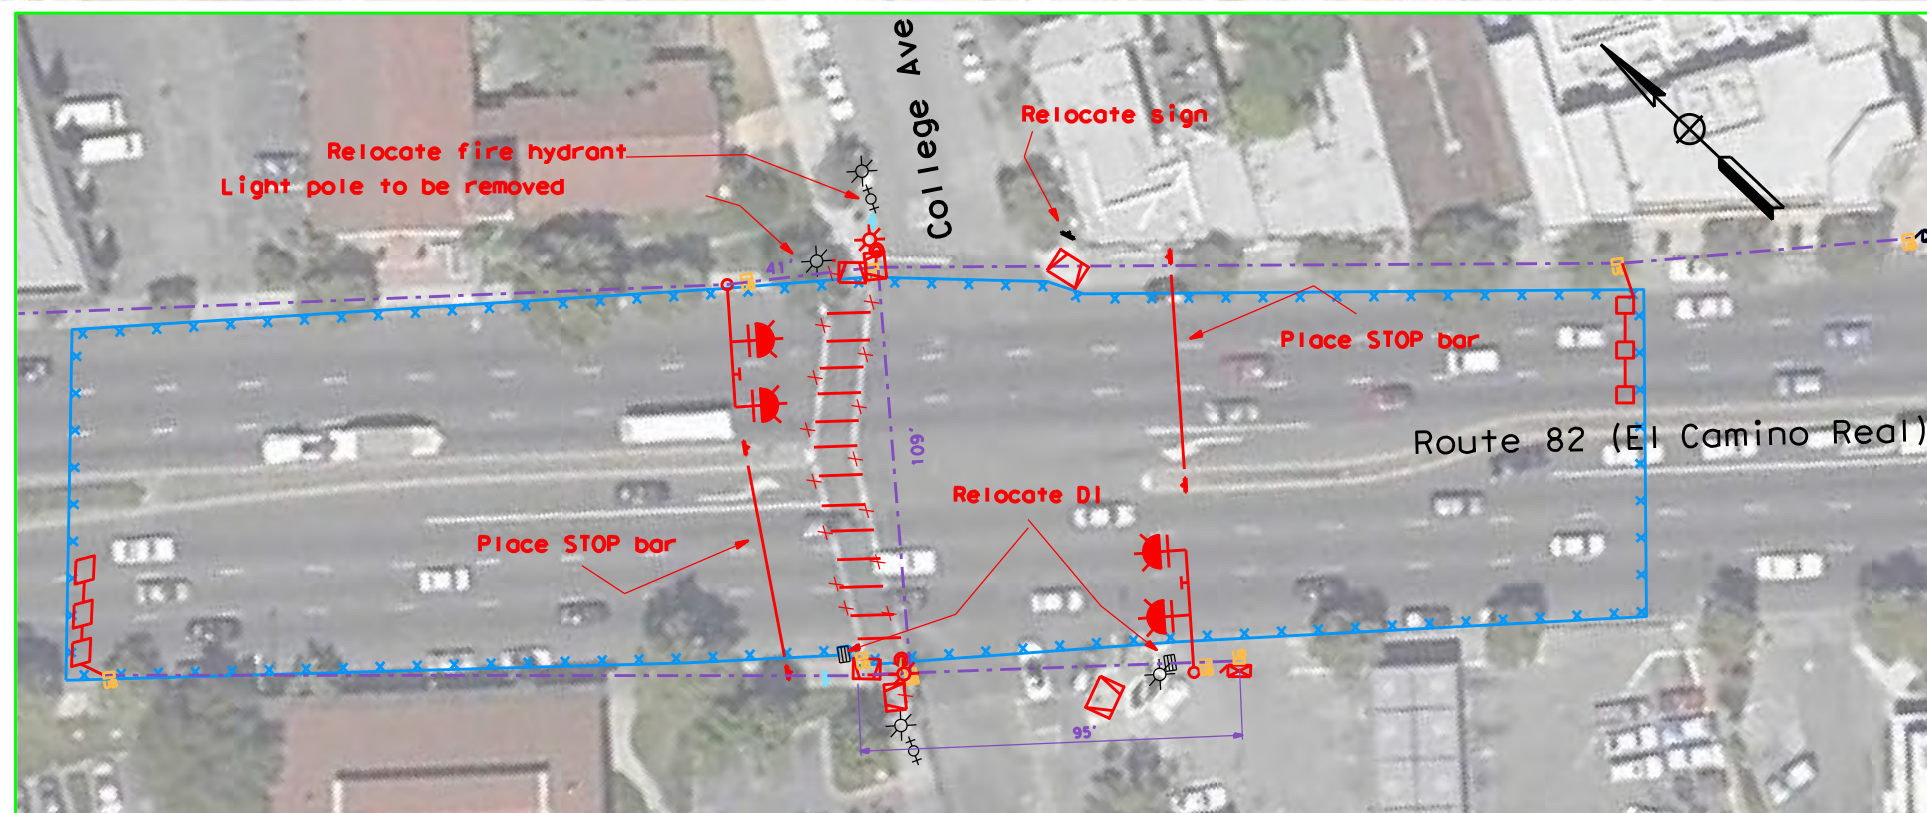 College Ave
Relocate sign
Relocate fire hydrant
Light pole to be removed
41'
Place STOP bar
109'
Route 82 (El Camino Real)
Relocate DI
Place STOP bar
95'